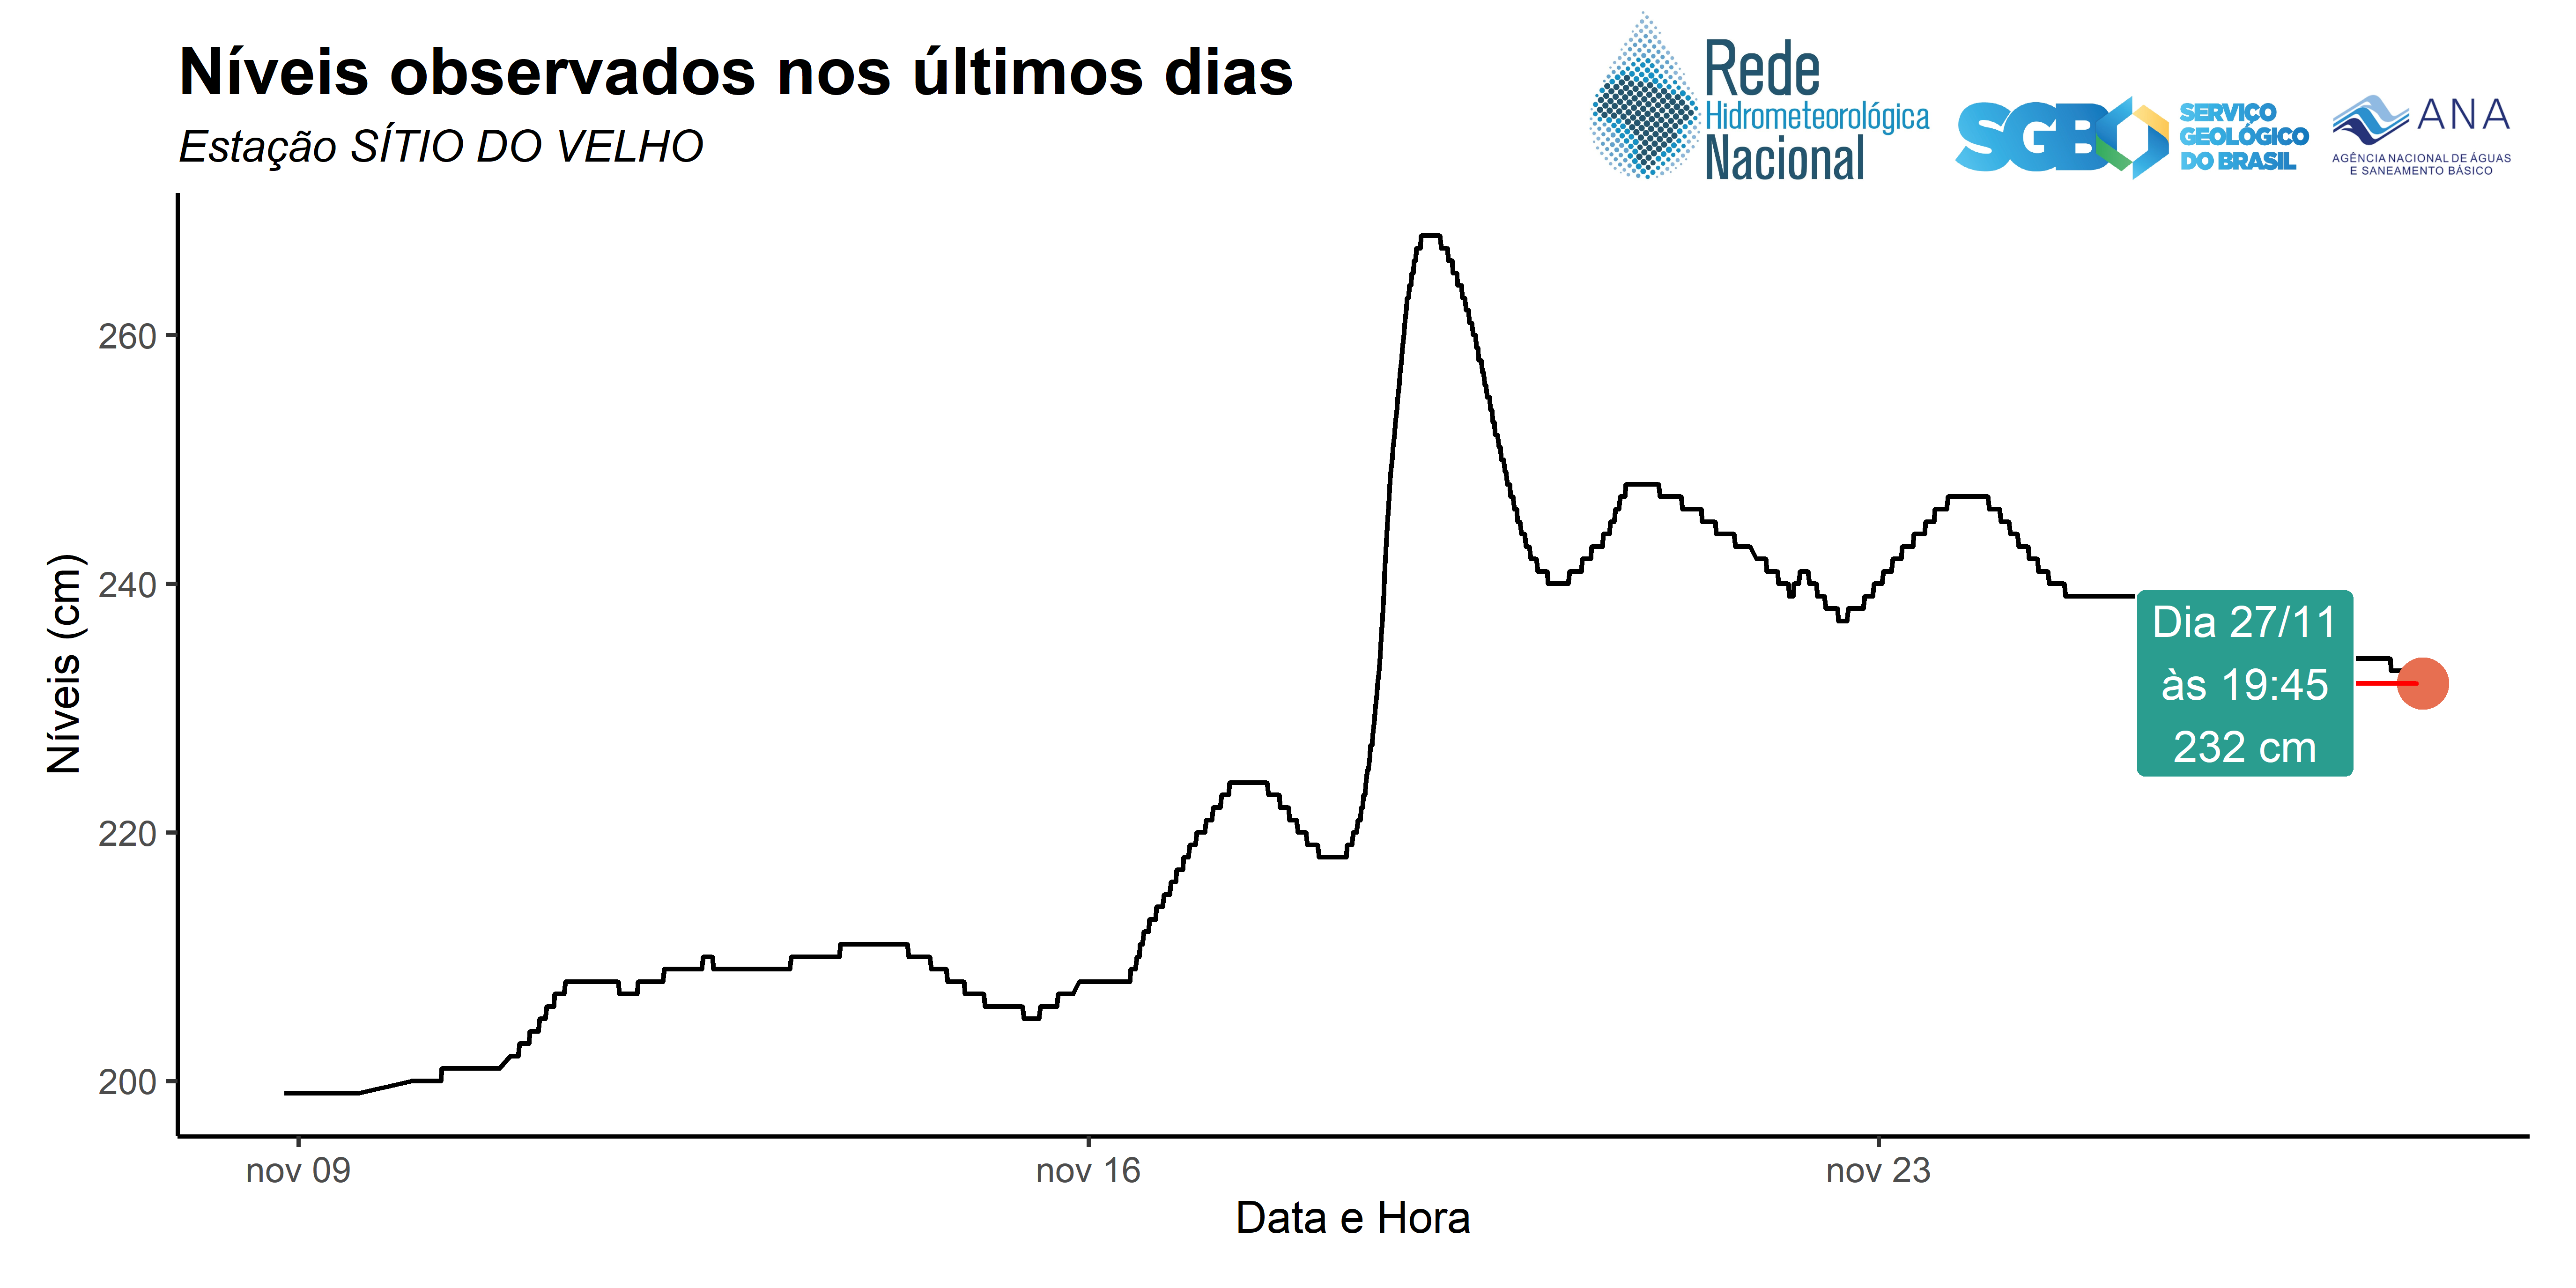 Níveis observados nos últimos dias
Estação SÍTIO DO VELHO
Rede
Hidrometeorológica
Nacional
SGB
SERVIÇO
GEOLÓGICO
DO BRASIL
ANA
AGÊNCIA NACIONAL DE ÁGUAS
E SANEAMENTO BÁSICO
Níveis (cm)
260
240
220
200
Dia 27/11
às 19:45
232 cm
nov 09
nov 16
nov 23
Data e Hora